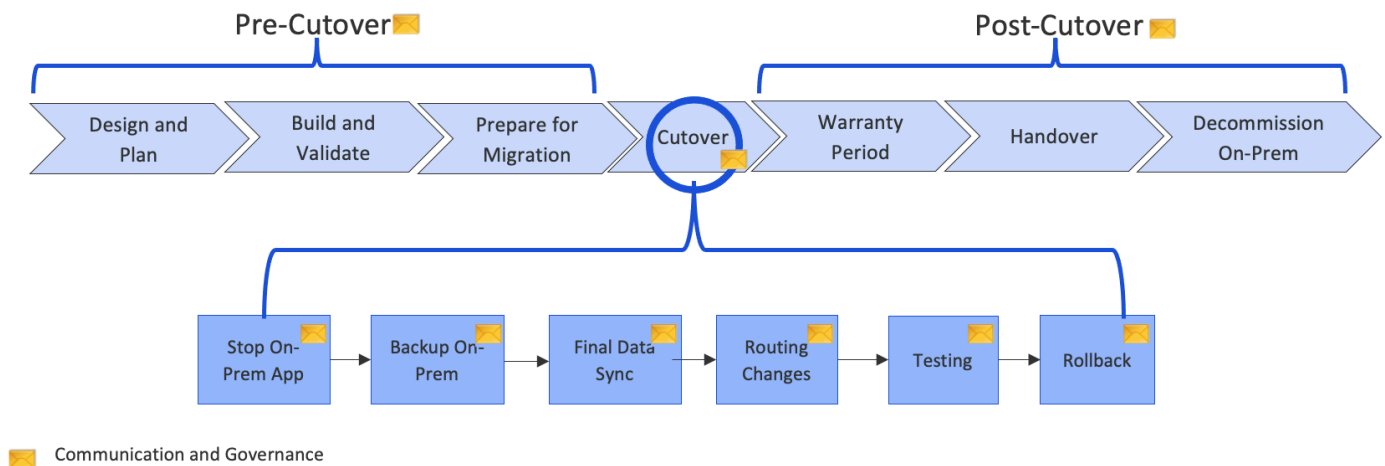 Pre-Cutover
Post-Cutover
Design and
Plan
Build and
Validate
Prepare for
Migration
Cutover
Warranty
Period
Handover
Decommission
On-Prem
Stop On-
Prem App
Backup On-
Prem
Final Data
Sync
Routing
Changes
Testing
Rollback
Communication and Governance